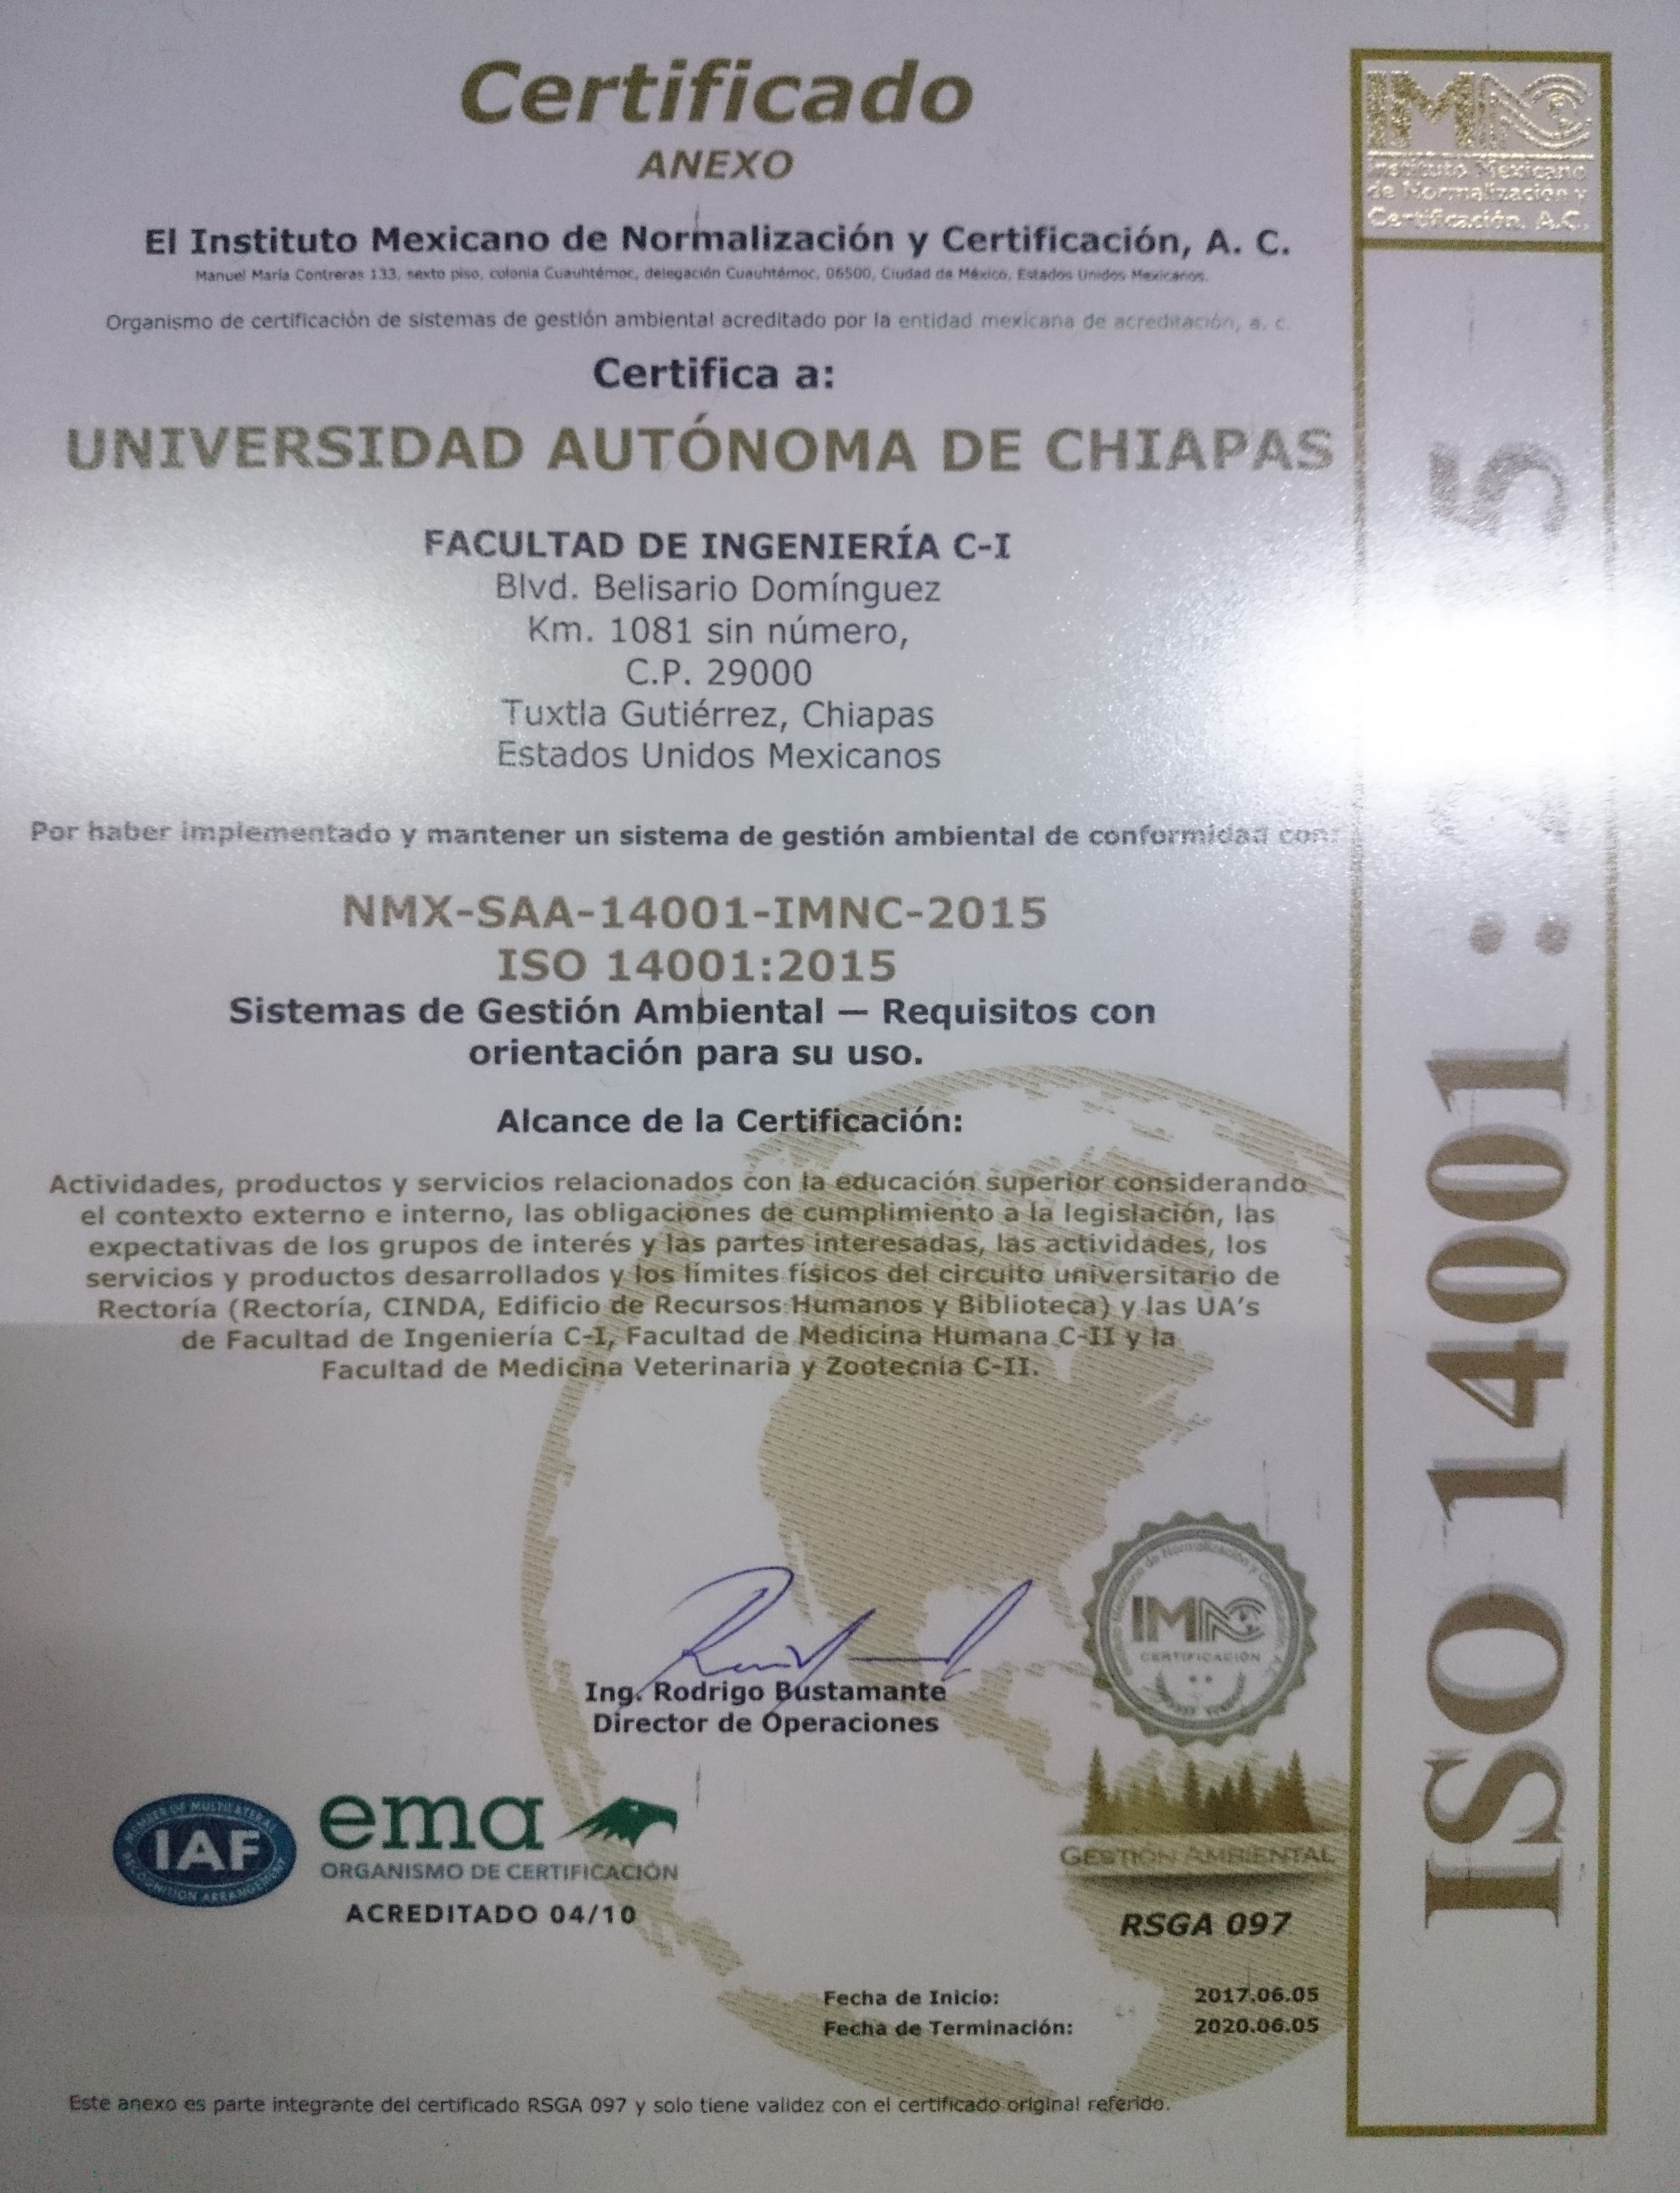 Certificado
ANEXO
El Instituto Mexicano de Normalización y Certificación, A. C.
Manuel María Contreras 133, sexto piso, colonia Cuauhtémoc, delegación Cuauhtémoc, 06500, Ciudad de México, Estados Unidos Mexicanos.
Organismo de certificación de sistemas de gestión ambiental acreditado por la entidad mexicana de acreditación, a. c.
Certifica a:
UNIVERSIDAD AUTÓNOMA DE CHIAPAS
FACULTAD DE INGENIERÍA C-I
Blvd. Belisario Domínguez
Km. 1081 sin número,
C.P. 29000
Tuxtla Gutiérrez, Chiapas
Estados Unidos Mexicanos
Por haber implementado y mantener un sistema de gestión ambiental de conformidad con:
NMX-SAA-14001-IMNC-2015
ISO 14001:2015
Sistemas de Gestión Ambiental — Requisitos con
orientación para su uso.
Alcance de la Certificación:
Actividades, productos y servicios relacionados con la educación superior considerando
el contexto externo e interno, las obligaciones de cumplimiento a la legislación, las
expectativas de los grupos de interés y las partes interesadas, las actividades, los
servicios y productos desarrollados y los límites físicos del circuito universitario de
Rectoría (Rectoría, CINDA, Edificio de Recursos Humanos y Biblioteca) y las UA’s
de Facultad de Ingeniería C-I, Facultad de Medicina Humana C-II y la
Facultad de Medicina Veterinaria y Zootecnia C-II.
Ing. Rodrigo Bustamante
Director de Operaciones
IMNC
CERTIFICACIÓN
MEMBER OF MULTILATERAL
IAF
RECOGNITION ARRANGEMENT
ema
ORGANISMO DE CERTIFICACIÓN
ACREDITADO 04/10
GESTIÓN AMBIENTAL
RSGA 097
Fecha de Inicio: 2017.06.05
Fecha de Terminación: 2020.06.05
Este anexo es parte integrante del certificado RSGA 097 y solo tiene validez con el certificado original referido.
IMNC
Instituto Mexicano
de Normalización y
Certificación, A.C.
ISO 14001 :